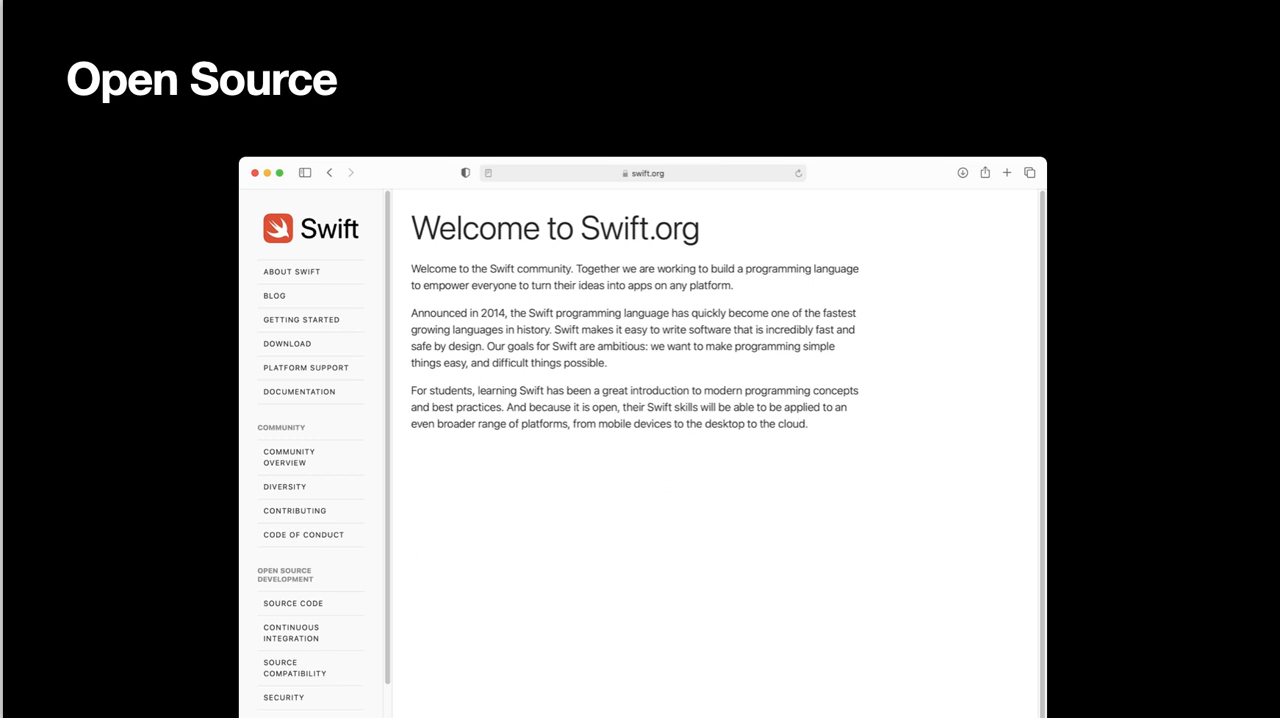 Open Source
swift.org
Swift
ABOUT SWIFT
BLOG
GETTING STARTED
DOWNLOAD
PLATFORM SUPPORT
DOCUMENTATION
COMMUNITY
COMMUNITY
OVERVIEW
DIVERSITY
CONTRIBUTING
CODE OF CONDUCT
OPEN SOURCE
DEVELOPMENT
SOURCE CODE
CONTINUOUS
INTEGRATION
SOURCE
COMPATIBILITY
SECURITY
Welcome to Swift.org
Welcome to the Swift community. Together we are working to build a programming language
to empower everyone to turn their ideas into apps on any platform.
Announced in 2014, the Swift programming language has quickly become one of the fastest
growing languages in history. Swift makes it easy to write software that is incredibly fast and
safe by design. Our goals for Swift are ambitious: we want to make programming simple
things easy, and difficult things possible.
For students, learning Swift has been a great introduction to modern programming concepts
and best practices. And because it is open, their Swift skills will be able to be applied to an
even broader range of platforms, from mobile devices to the desktop to the cloud.